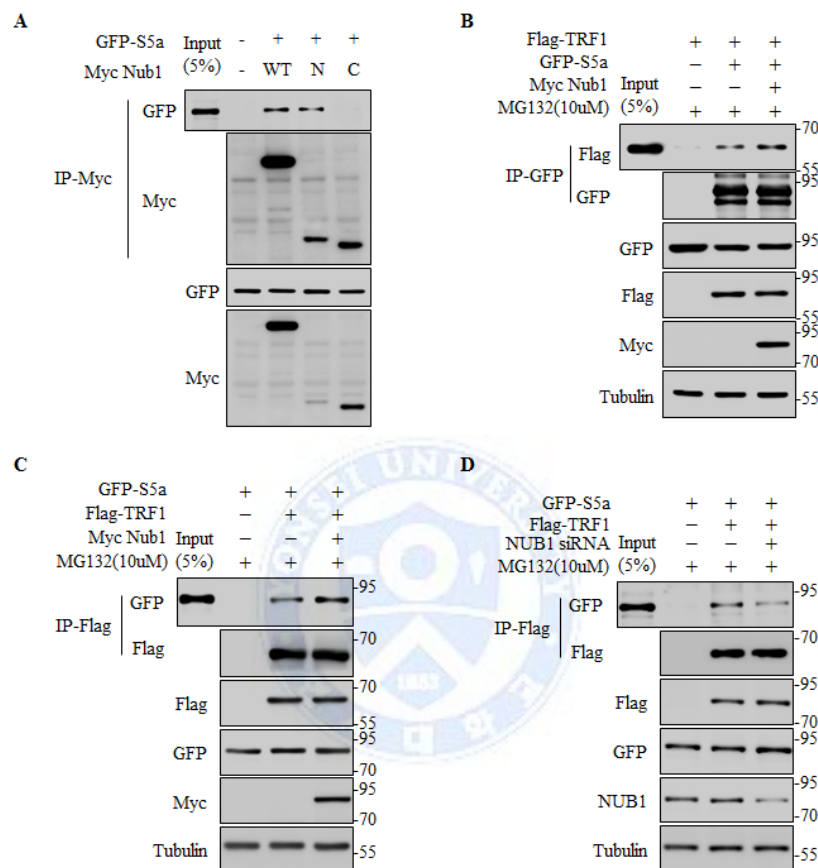 A
GFP-S5a Input - + + +
Myc Nub1 (5%) - WT N C
IP-Myc
GFP
Myc
GFP
Myc
B
Flag-TRF1 + + +
GFP-S5a − + +
Myc Nub1 Input − − +
MG132(10uM) (5%) + + +
IP-GFP
Flag -70 -55
GFP -95
GFP -95
Flag -70 -55
Myc -95 -70
Tubulin -55
C
GFP-S5a + + +
Flag-TRF1 − + +
Myc Nub1 Input − − +
MG132(10uM) (5%) + + +
IP-Flag
GFP -95
Flag -70
Flag -70 -55
GFP -95 -70
Myc -95 -70
Tubulin -55
D
GFP-S5a + + +
Flag-TRF1 − + +
NUB1 siRNA Input − − +
MG132(10uM) (5%) + + +
IP-Flag
GFP -95
Flag -70
Flag -95 -70
GFP -95
NUB1 -95 -70
Tubulin -55
YONSEI UNIVERSITY
1885